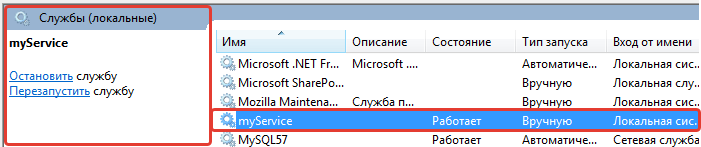 Службы (локальные)
myService
Остановить службу
Перезапустить службу
Имя Описание Состояние Тип запуска Вход от имени
Microsoft .NET Fr... Microsoft .... Автоматиче... Локальная сис...
Microsoft SharePo... Вручную Локальная слу...
Mozilla Maintena... Служба п... Вручную Локальная сис...
myService Работает Вручную Локальная сис...
MySQL57 Работает Автоматиче... Сетевая служба